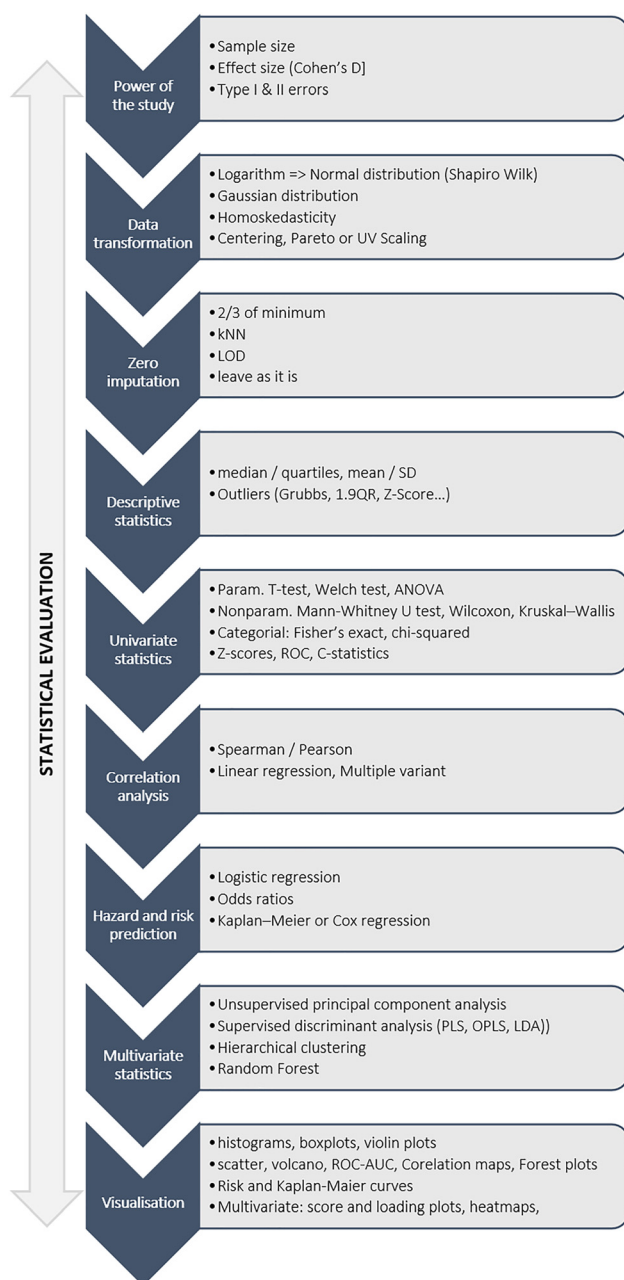 STATISTICAL EVALUATION
Power of
the study
•Sample size
•Effect size (Cohen's D]
•Type I & II errors
Data
transformation
•Logarithm => Normal distribution (Shapiro Wilk)
•Gaussian distribution
•Homoskedasticity
•Centering, Pareto or UV Scaling
Zero
imputation
•2/3 of minimum
•kNN
•LOD
•leave as it is
Descriptive
statistics
•median / quartiles, mean / SD
•Outliers (Grubbs, 1.9QR, Z-Score...)
Univariate
statistics
•Param. T-test, Welch test, ANOVA
•Nonparam. Mann-Whitney U test, Wilcoxon, Kruskal–Wallis
•Categorial: Fisher's exact, chi-squared
•Z-scores, ROC, C-statistics
Correlation
analysis
•Spearman / Pearson
•Linear regression, Multiple variant
Hazard and risk
prediction
•Logistic regression
•Odds ratios
•Kaplan–Meier or Cox regression
Multivariate
statistics
•Unsupervised principal component analysis
•Supervised discriminant analysis (PLS, OPLS, LDA))
•Hierarchical clustering
•Random Forest
Visualisation
•histograms, boxplots, violin plots
•scatter, volcano, ROC-AUC, Corelation maps, Forest plots
•Risk and Kaplan-Maier curves
•Multivariate: score and loading plots, heatmaps,